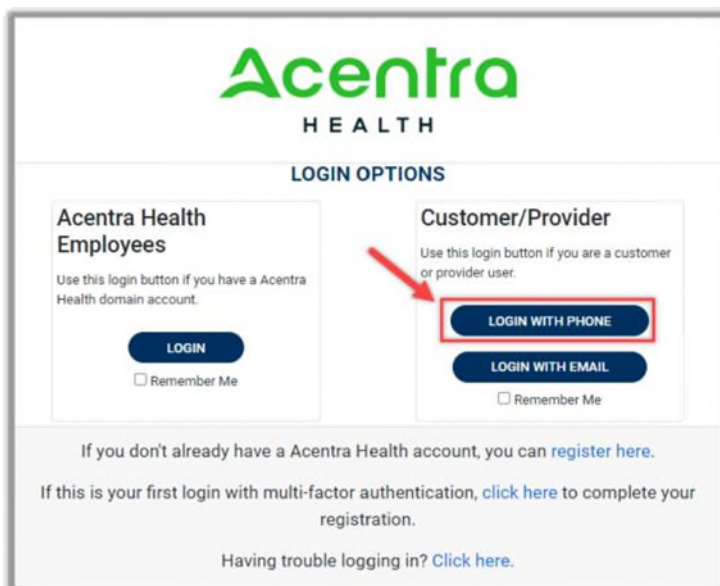 Acentra
HEALTH
LOGIN OPTIONS
Acentra Health
Employees
Use this login button if you have a Acentra
Health domain account.
LOGIN
Remember Me
Customer/Provider
Use this login button if you are a customer
or provider user.
LOGIN WITH PHONE
LOGIN WITH EMAIL
Remember Me
If you don't already have a Acentra Health account, you can register here.
If this is your first login with multi-factor authentication, click here to complete your
registration.
Having trouble logging in? Click here.